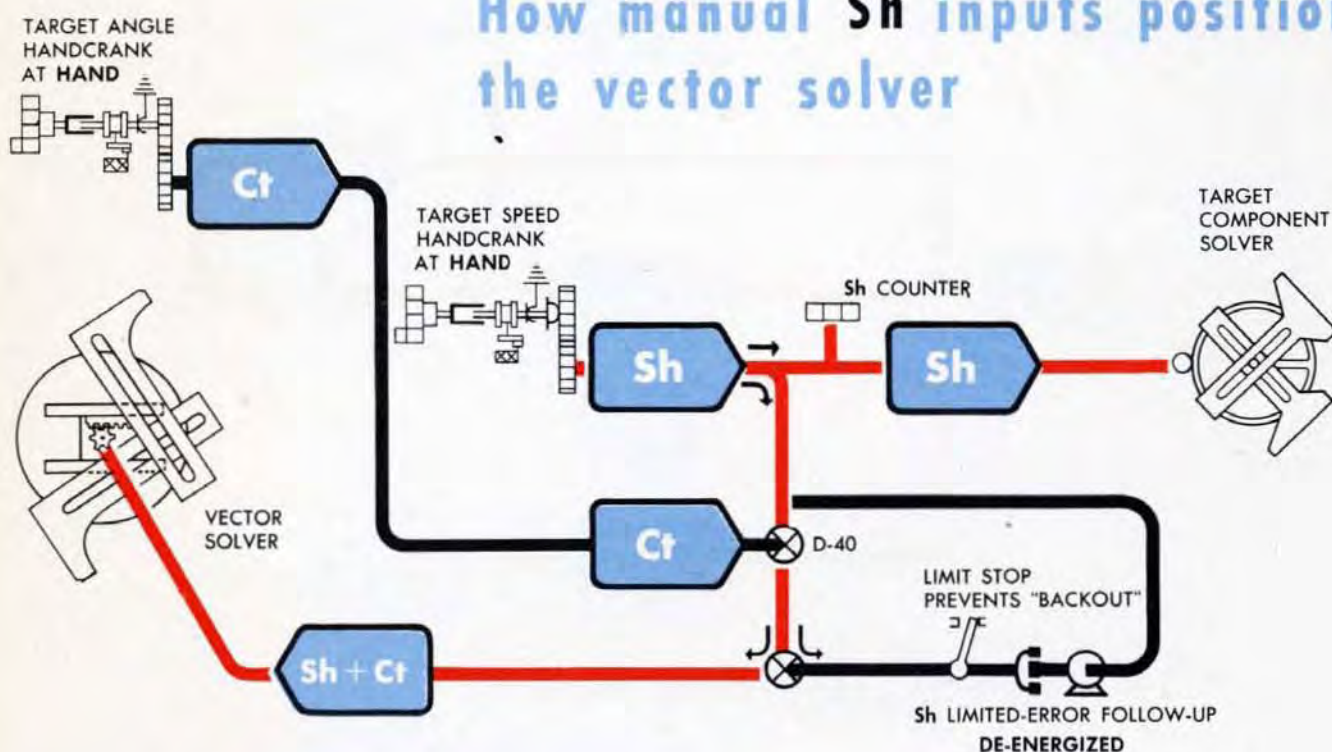 How manual Sh inputs position
the vector solver
TARGET ANGLE
HANDCRANK
AT HAND
Ct
TARGET SPEED
HANDCRANK
AT HAND
Sh
Sh COUNTER
Sh
TARGET
COMPONENT
SOLVER
VECTOR
SOLVER
Ct
D-40
LIMIT STOP
PREVENTS "BACKOUT"
Sh + Ct
Sh LIMITED-ERROR FOLLOW-UP
DE-ENERGIZED